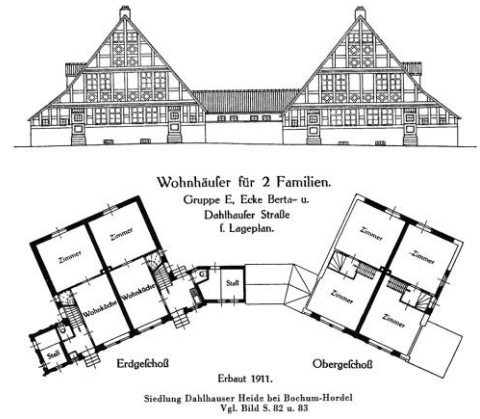 Wohnhäuser für 2 Familien.
Gruppe E, Ecke Berta- u.
Dahlhauser Straße
s. Lageplan.
Zimmer
Zimmer
Wohnküche
Wohnküche
Stall
Stall
Zimmer
Zimmer
Zimmer
Zimmer
Erdgeschoß
Obergeschoß
Erbaut 1911.
Siedlung Dahlhauser Heide bei Bochum-Hordel
Vgl. Bild S. 82 u. 83